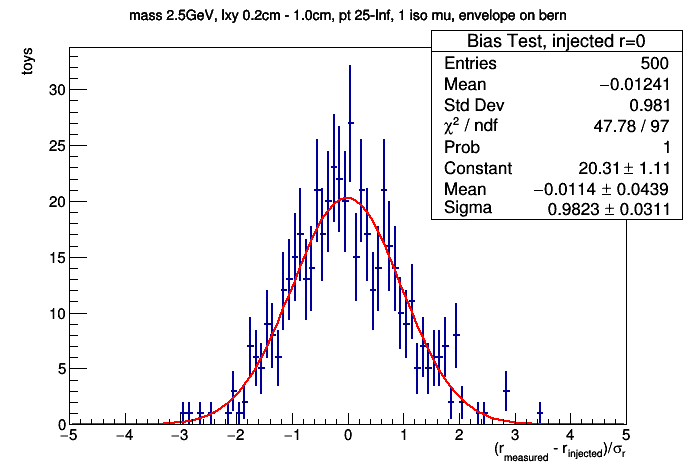 mass 2.5GeV, lxy 0.2cm - 1.0cm, pt 25-Inf, 1 iso mu, envelope on bern
Bias Test, injected r=0
Entries 500
Mean −0.01241
Std Dev 0.981
χ² / ndf 47.78 / 97
Prob 1
Constant 20.31 ± 1.11
Mean −0.0114 ± 0.0439
Sigma 0.9823 ± 0.0311
toys
30
25
20
15
10
5
0
−5 −4 −3 −2 −1 0 1 2 3 4 5
(r_measured - r_injected)/σ_r